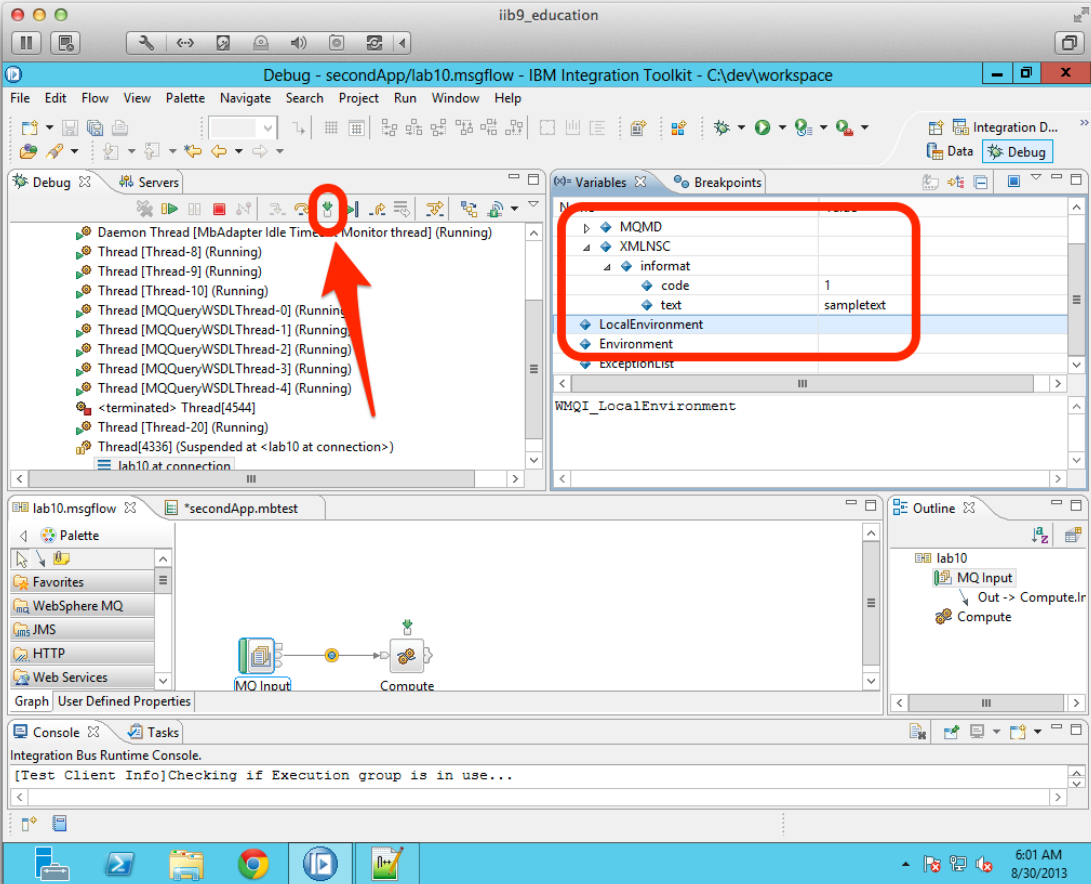 iib9_education
Debug - secondApp/lab10.msgflow - IBM Integration Toolkit - C:\dev\workspace
File Edit Flow View Palette Navigate Search Project Run Window Help
Integration D...
Data Debug
Debug Servers
Variables Breakpoints
Daemon Thread [MbAdapter Idle Timeout Monitor thread] (Running)
Thread [Thread-8] (Running)
Thread [Thread-9] (Running)
Thread [Thread-10] (Running)
Thread [MQQueryWSDLThread-0] (Running)
Thread [MQQueryWSDLThread-1] (Running)
Thread [MQQueryWSDLThread-2] (Running)
Thread [MQQueryWSDLThread-3] (Running)
Thread [MQQueryWSDLThread-4] (Running)
<terminated> Thread[4544]
Thread [Thread-20] (Running)
Thread[4336] (Suspended at <lab10 at connection>)
lab10 at connection
MQMD
XMLNSC
informat
code 1
text sampletext
LocalEnvironment
Environment
ExceptionList
WMQI_LocalEnvironment
lab10.msgflow *secondApp.mbtest
Palette
Favorites
WebSphere MQ
JMS
HTTP
Web Services
MQ Input Compute
Graph User Defined Properties
Outline
lab10
MQ Input
Out -> Compute.In
Compute
Console Tasks
Integration Bus Runtime Console.
[Test Client Info]Checking if Execution group is in use...
6:01 AM
8/30/2013